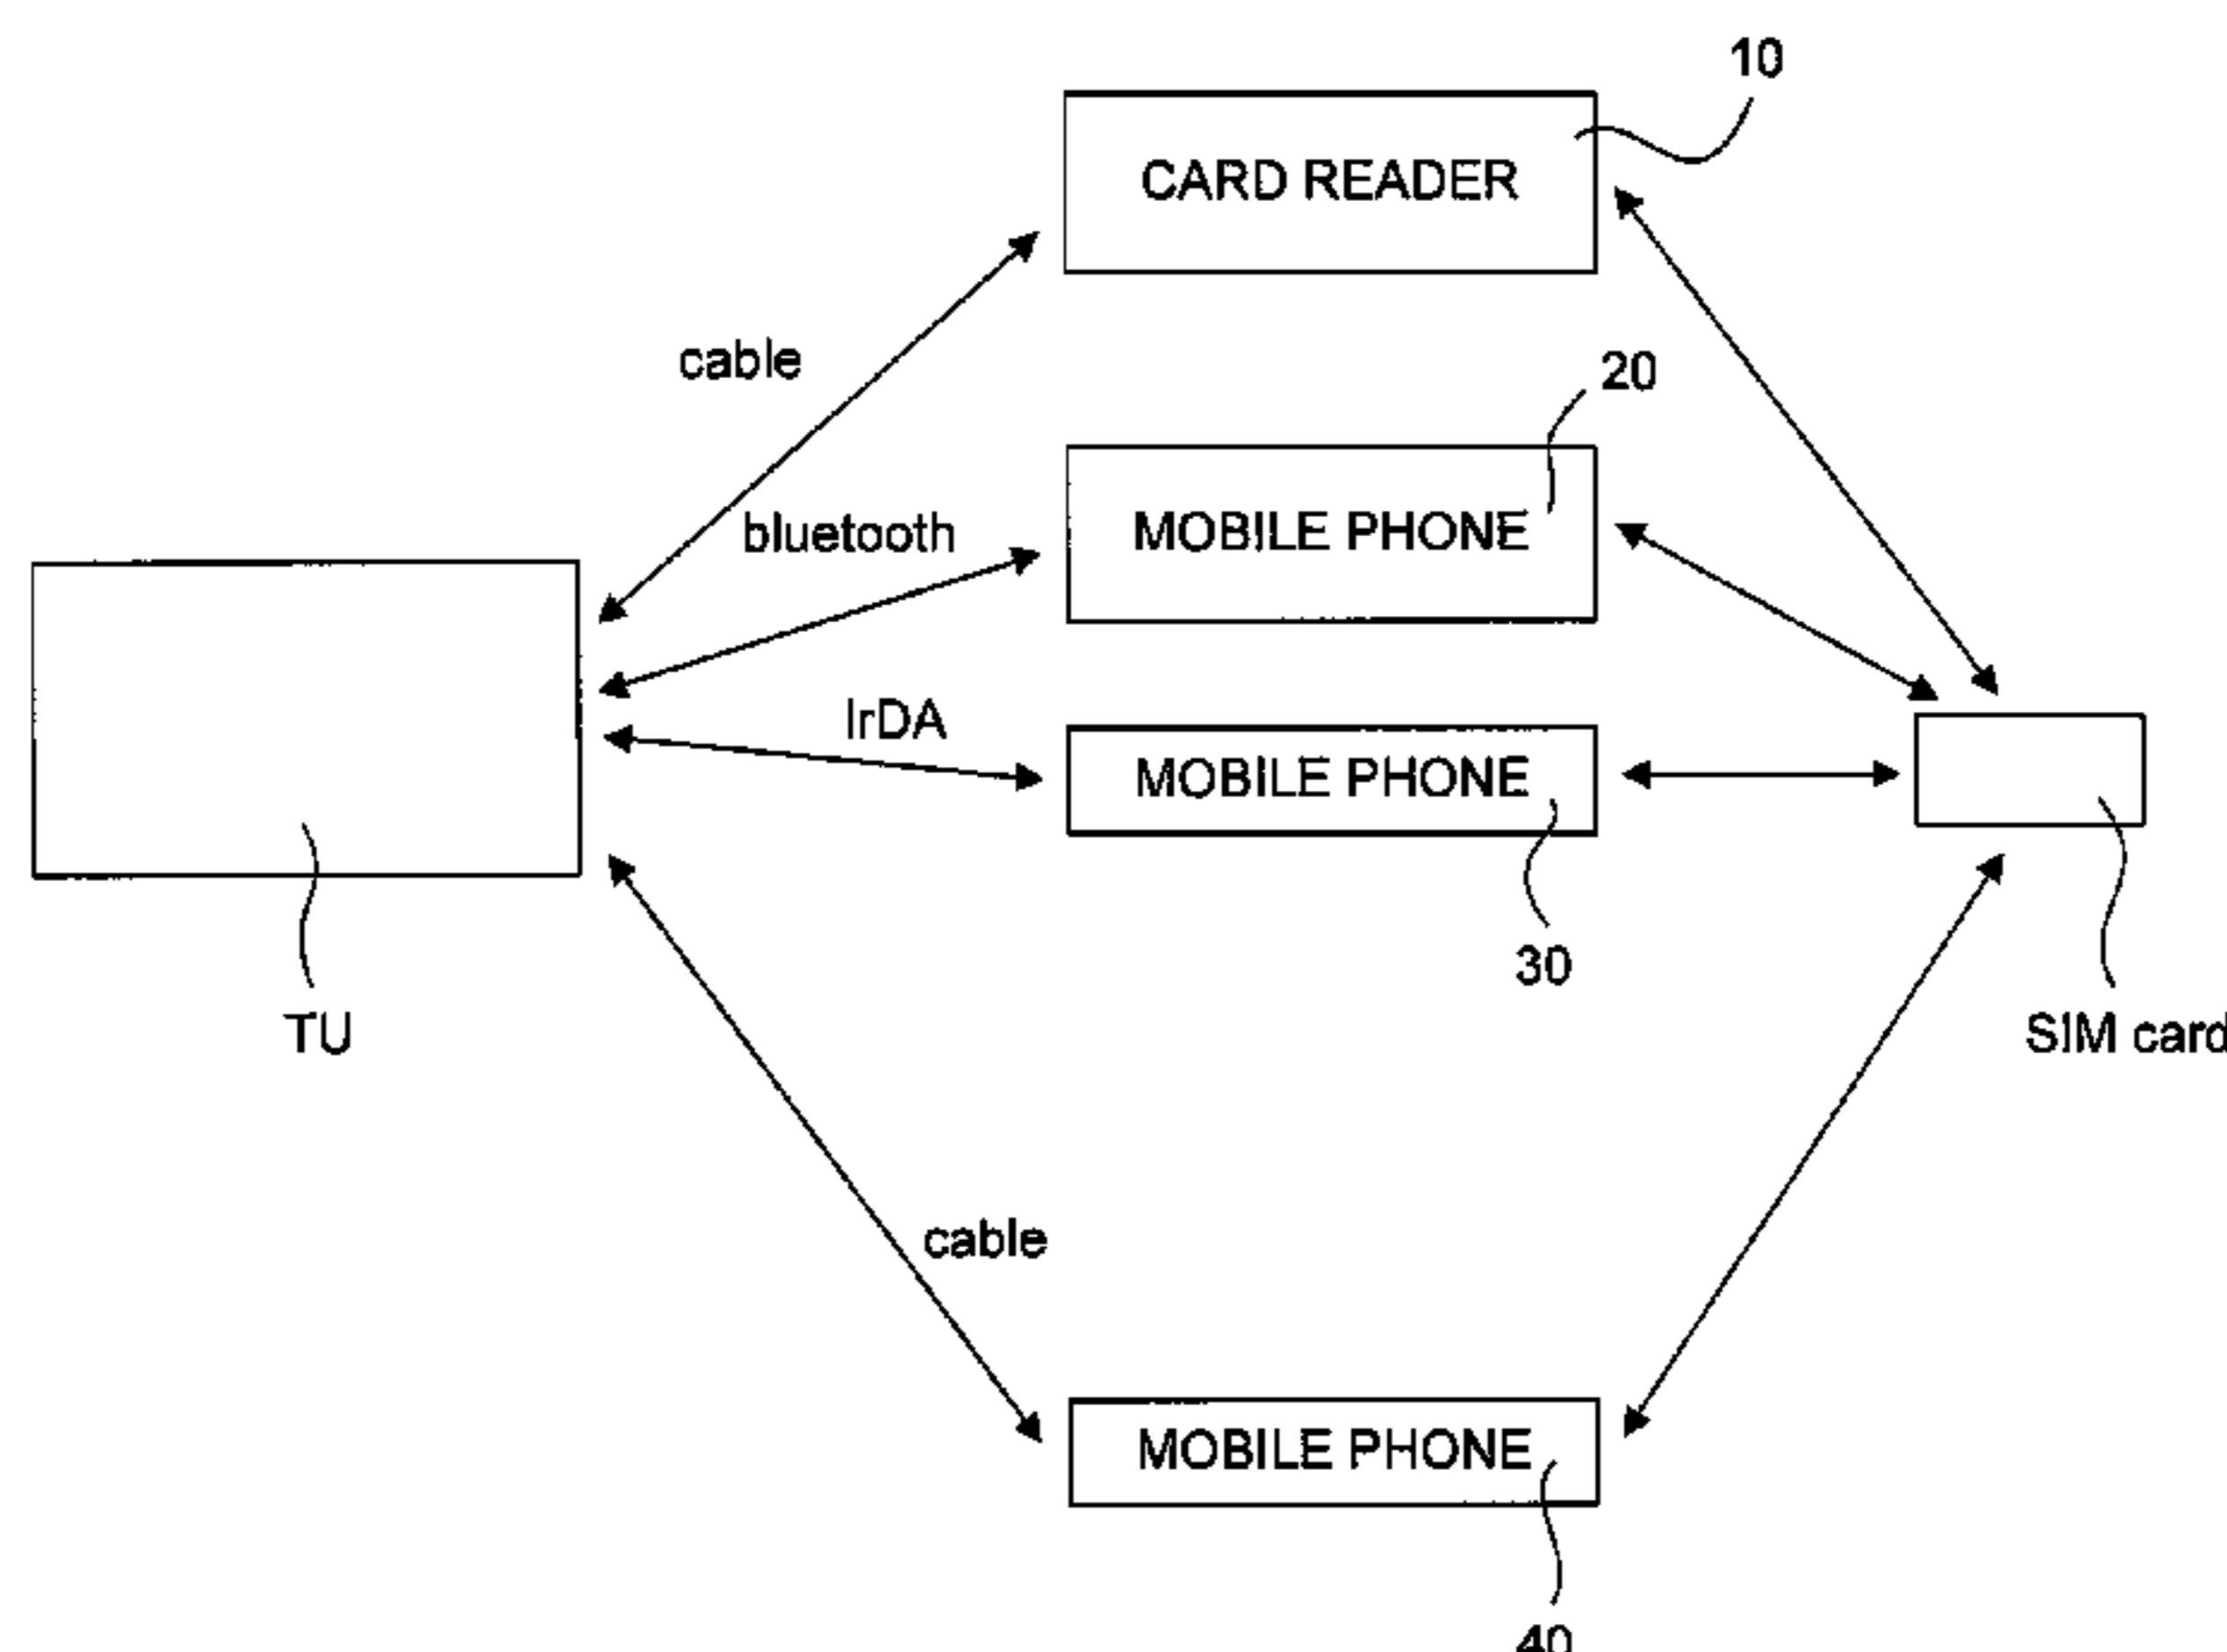 10
CARD READER
cable
20
bluetooth
MOBILE PHONE
IrDA
MOBILE PHONE
30
TU
SIM card
cable
MOBILE PHONE
40